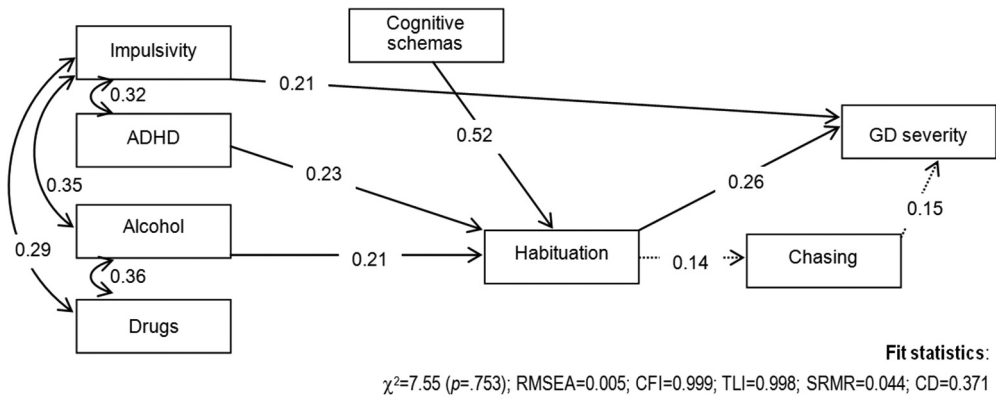 Cognitive
schemas
Impulsivity
0.32
0.21
ADHD
0.52
GD severity
0.23
0.35
0.26
0.15
Alcohol
0.29
0.21
Habituation
0.14
Chasing
0.36
Drugs
Fit statistics:
χ²=7.55 (p=.753); RMSEA=0.005; CFI=0.999; TLI=0.998; SRMR=0.044; CD=0.371